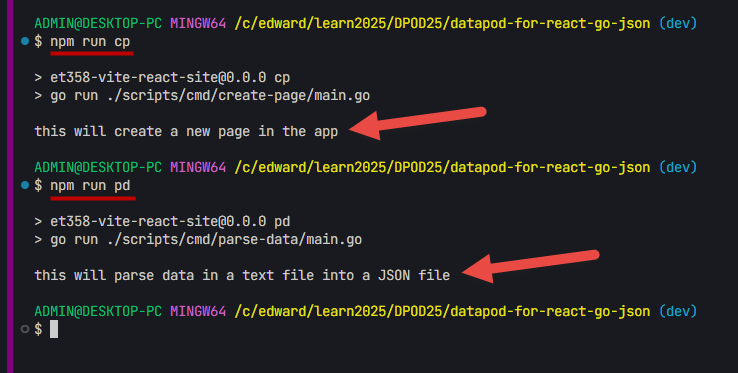 ADMIN@DESKTOP-PC MINGW64 /c/edward/learn2025/DPOD25/datapod-for-react-go-json (dev)
$ npm run cp
> et358-vite-react-site@0.0.0 cp
> go run ./scripts/cmd/create-page/main.go
this will create a new page in the app
ADMIN@DESKTOP-PC MINGW64 /c/edward/learn2025/DPOD25/datapod-for-react-go-json (dev)
$ npm run pd
> et358-vite-react-site@0.0.0 pd
> go run ./scripts/cmd/parse-data/main.go
this will parse data in a text file into a JSON file
ADMIN@DESKTOP-PC MINGW64 /c/edward/learn2025/DPOD25/datapod-for-react-go-json (dev)
$